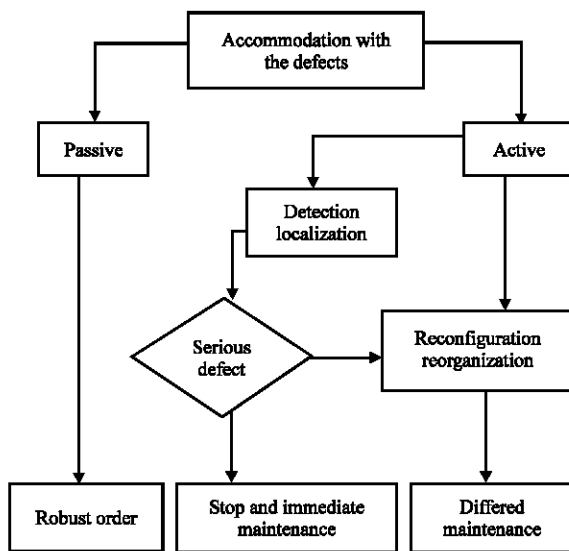 Accommodation with
the defects
Passive
Active
Detection
localization
Serious
defect
Reconfiguration
reorganization
Robust order
Stop and immediate
maintenance
Differed
maintenance